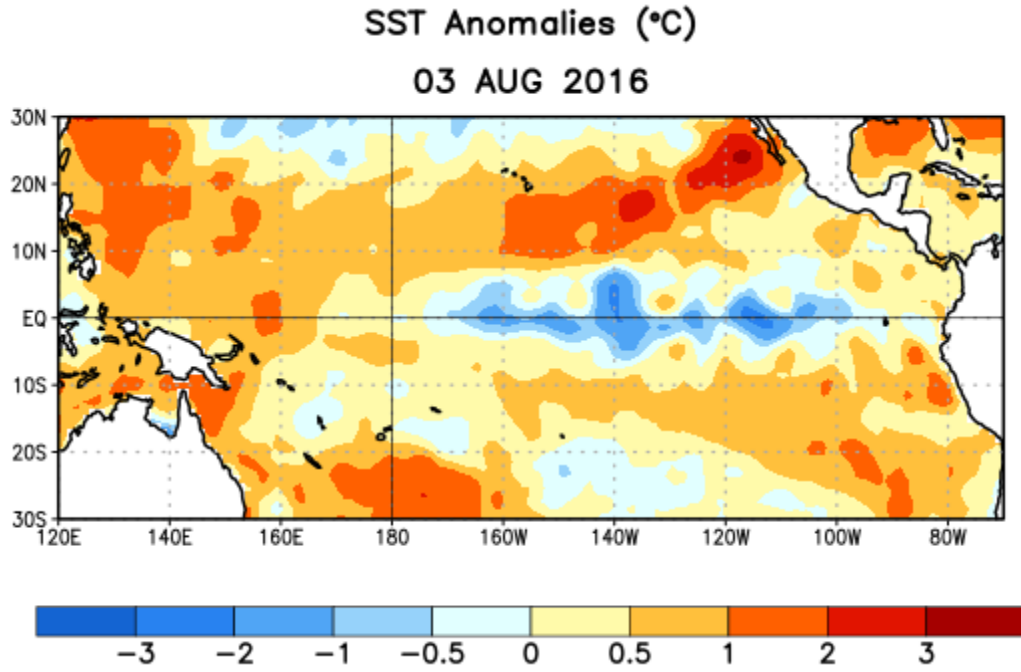 SST Anomalies (°C)
03 AUG 2016
30N
20N
10N
EQ
10S
20S
30S
120E 140E 160E 180 160W 140W 120W 100W 80W
-3 -2 -1 -0.5 0 0.5 1 2 3